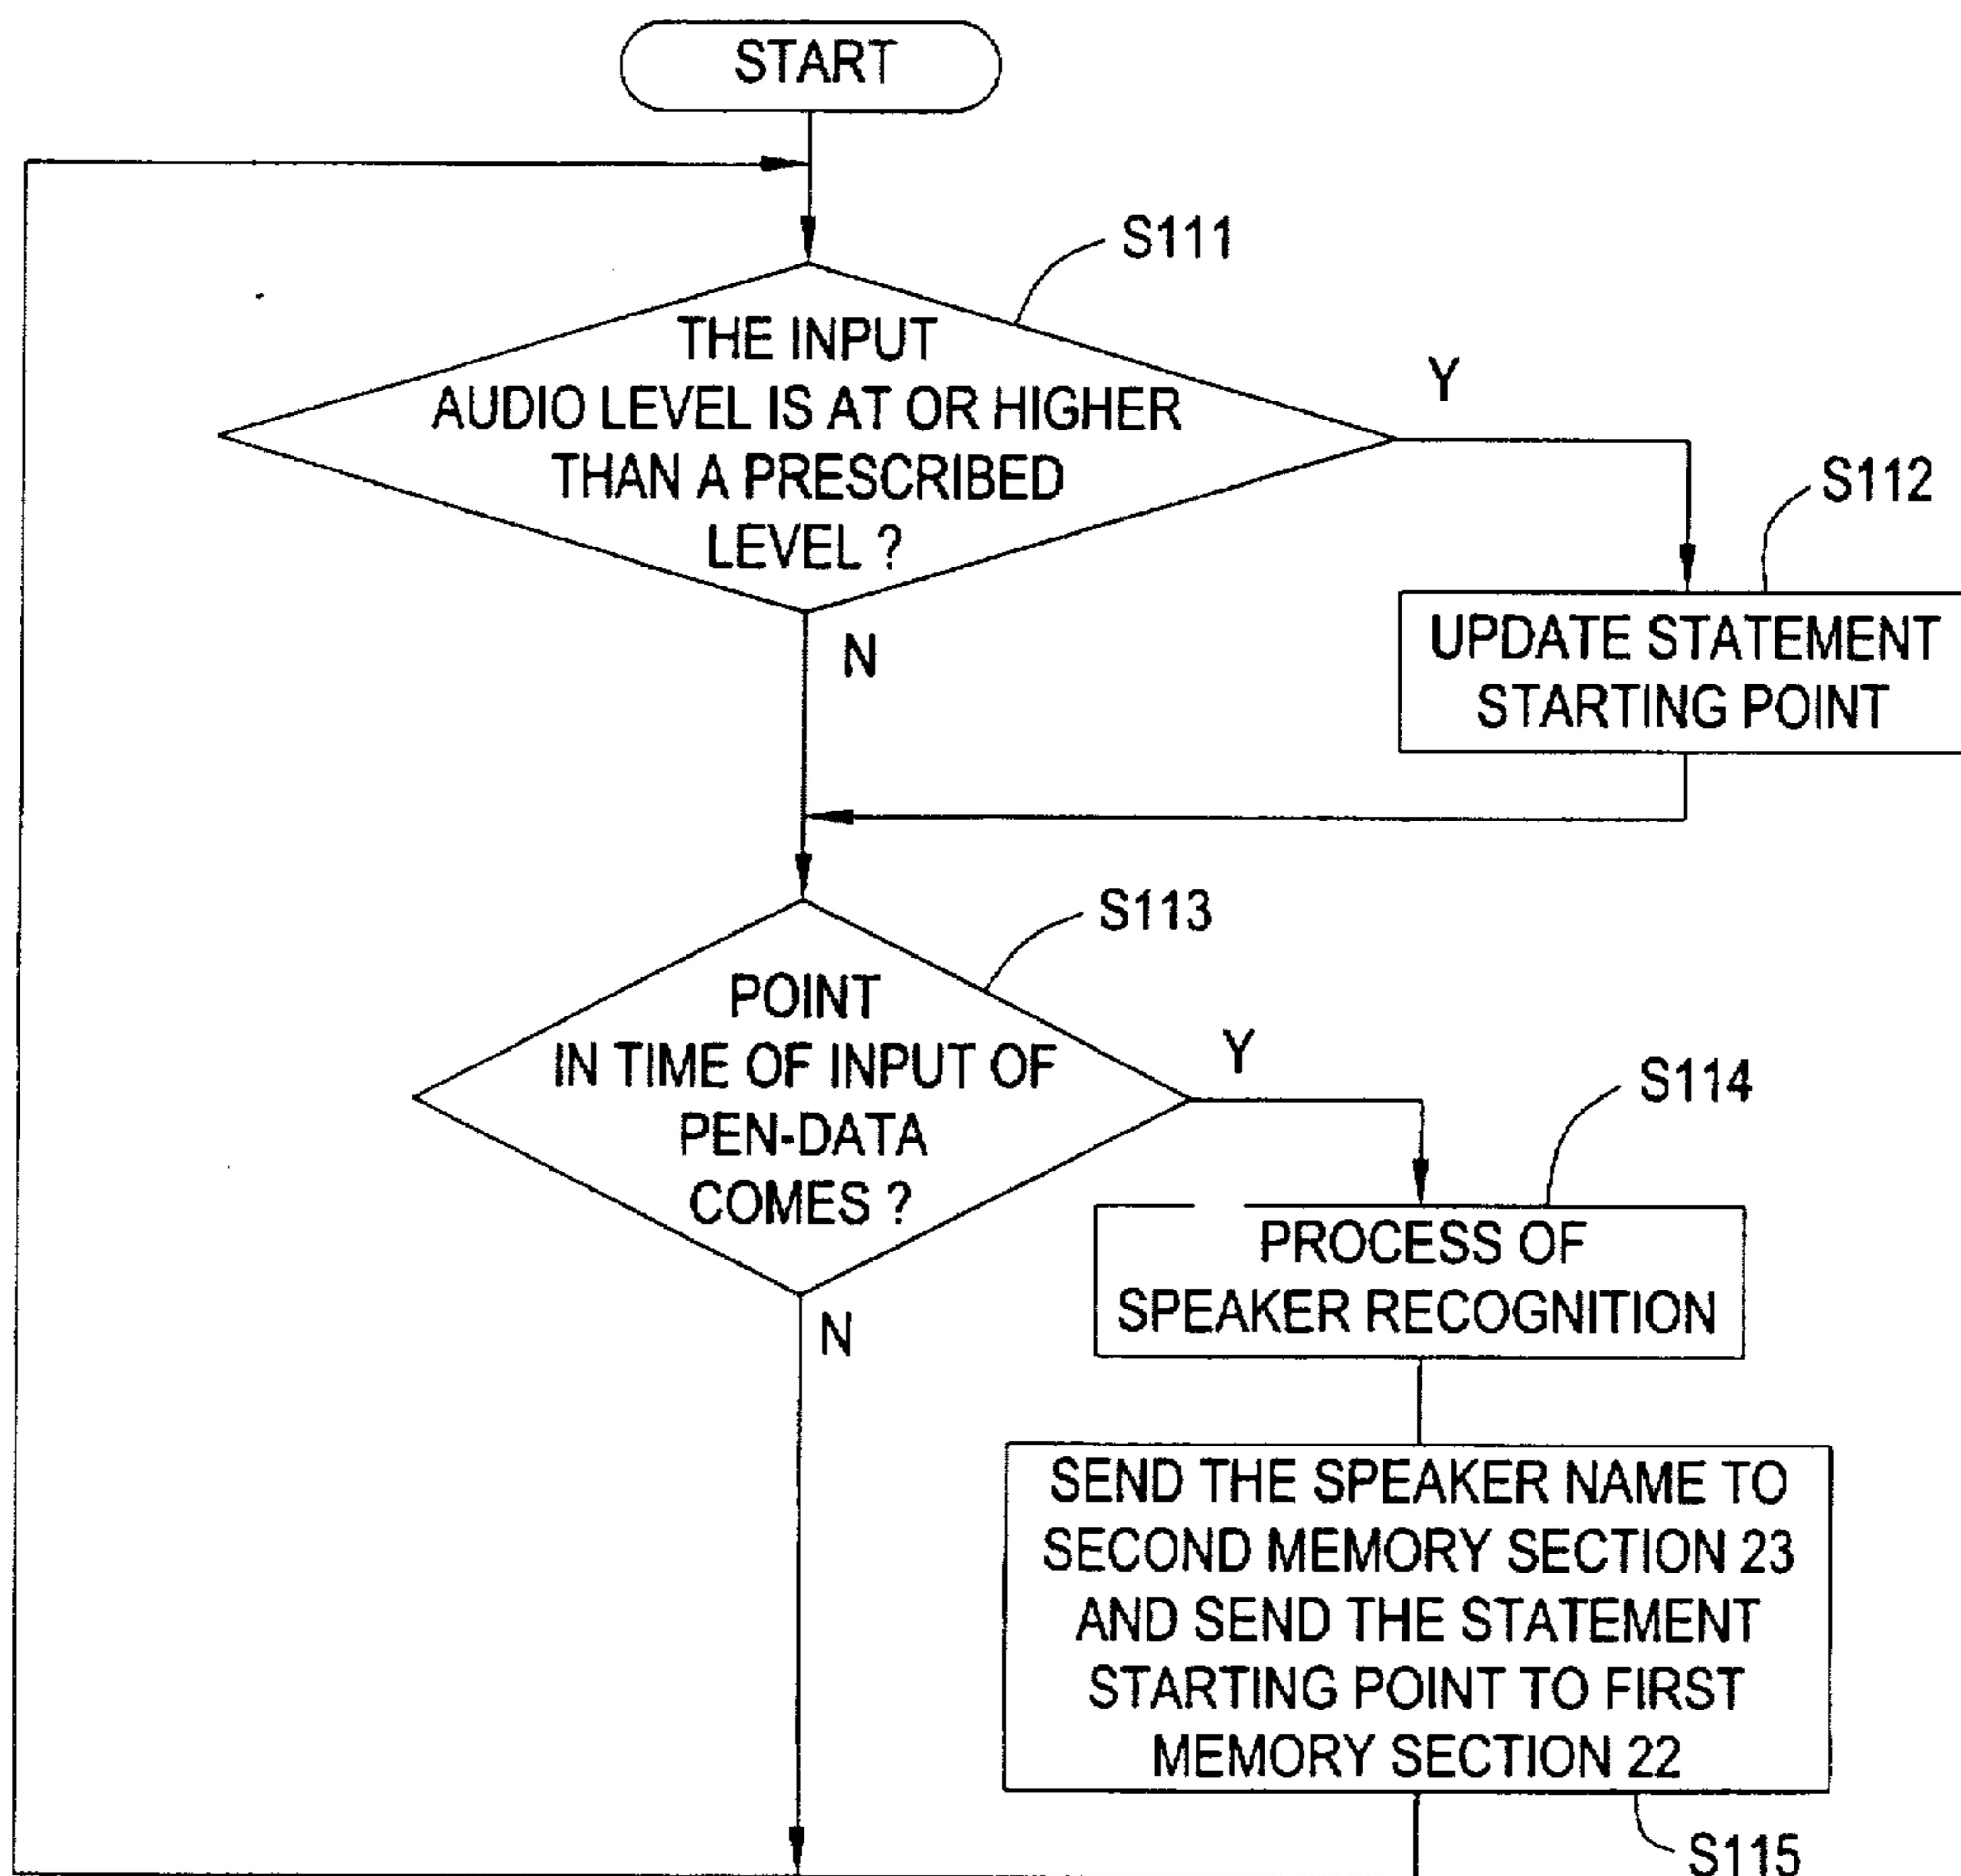 START
S111
THE INPUT
AUDIO LEVEL IS AT OR HIGHER
THAN A PRESCRIBED
LEVEL ?
Y
N
S112
UPDATE STATEMENT
STARTING POINT
S113
POINT
IN TIME OF INPUT OF
PEN-DATA
COMES ?
Y
N
S114
PROCESS OF
SPEAKER RECOGNITION
SEND THE SPEAKER NAME TO
SECOND MEMORY SECTION 23
AND SEND THE STATEMENT
STARTING POINT TO FIRST
MEMORY SECTION 22
S115